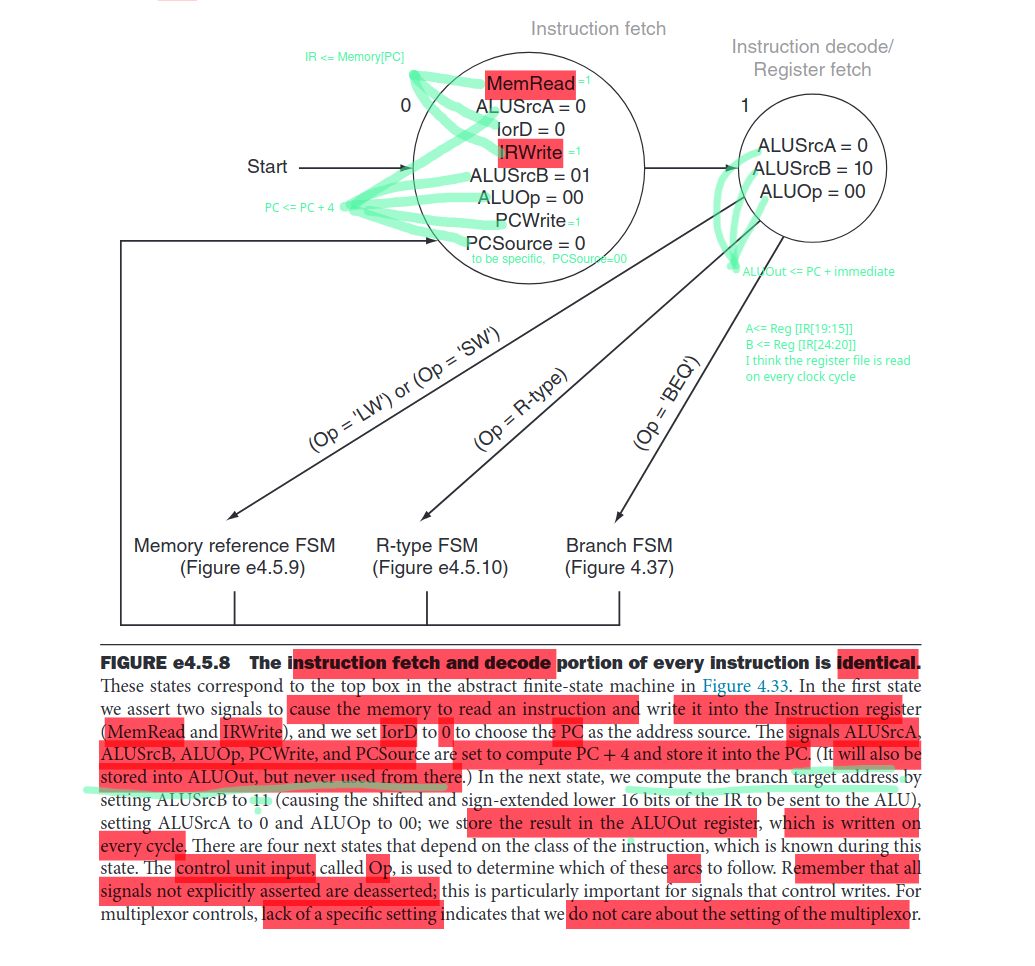 Instruction fetch
Instruction decode/
Register fetch
IR <= Memory[PC]
0
MemRead =1
ALUSrcA = 0
IorD = 0
IRWrite =1
ALUSrcB = 01
ALUOp = 00
PCWrite =1
PCSource = 0
to be specific. PCSource=00
Start
PC <= PC + 4
1
ALUSrcA = 0
ALUSrcB = 10
ALUOp = 00
ALUOut <= PC + immediate
A<= Reg [IR[19:15]]
B <= Reg [IR[24:20]]
I think the register file is read
on every clock cycle
(Op = 'LW') or (Op = 'SW')
(Op = R-type)
(Op = 'BEQ')
Memory reference FSM
(Figure e4.5.9)
R-type FSM
(Figure e4.5.10)
Branch FSM
(Figure 4.37)
FIGURE e4.5.8 The instruction fetch and decode portion of every instruction is identical.
These states correspond to the top box in the abstract finite-state machine in Figure 4.33. In the first state
we assert two signals to cause the memory to read an instruction and write it into the Instruction register
(MemRead and IRWrite), and we set IorD to 0 to choose the PC as the address source. The signals ALUSrcA,
ALUSrcB, ALUOp, PCWrite, and PCSource are set to compute PC + 4 and store it into the PC. (It will also be
stored into ALUOut, but never used from there.) In the next state, we compute the branch target address by
setting ALUSrcB to 11 (causing the shifted and sign-extended lower 16 bits of the IR to be sent to the ALU),
setting ALUSrcA to 0 and ALUOp to 00; we store the result in the ALUOut register, which is written on
every cycle. There are four next states that depend on the class of the instruction, which is known during this
state. The control unit input, called Op, is used to determine which of these arcs to follow. Remember that all
signals not explicitly asserted are deasserted; this is particularly important for signals that control writes. For
multiplexor controls, lack of a specific setting indicates that we do not care about the setting of the multiplexor.